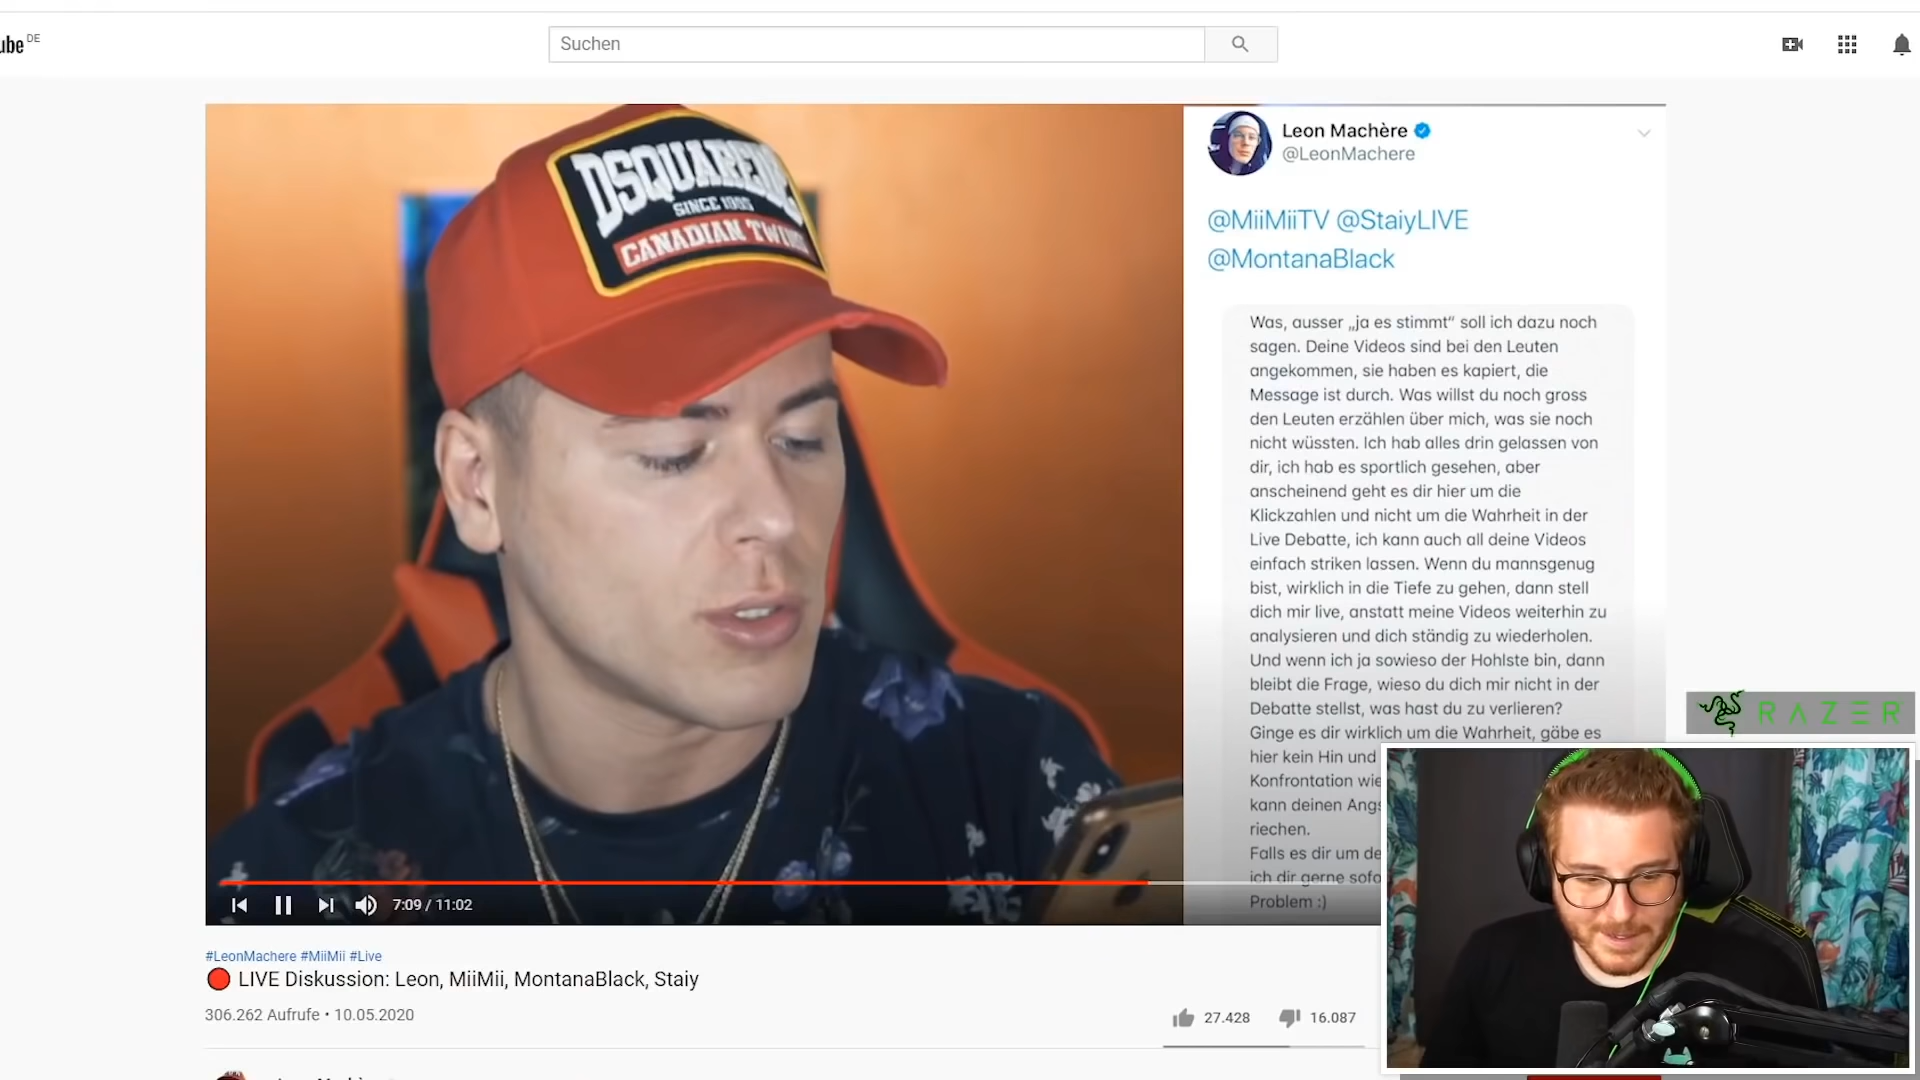 ube DE
Suchen
DSQUARED2
SINCE 1995
CANADIAN TWINS
Leon Machère
@LeonMachere
@MiiMiiTV @StaiyLIVE
@MontanaBlack
Was, ausser „ja es stimmt“ soll ich dazu noch
sagen. Deine Videos sind bei den Leuten
angekommen, sie haben es kapiert, die
Message ist durch. Was willst du noch gross
den Leuten erzählen über mich, was sie noch
nicht wüssten. Ich hab alles drin gelassen von
dir, ich hab es sportlich gesehen, aber
anscheinend geht es dir hier um die
Klickzahlen und nicht um die Wahrheit in der
Live Debatte, ich kann auch all deine Videos
einfach striken lassen. Wenn du mannsgenug
bist, wirklich in die Tiefe zu gehen, dann stell
dich mir live, anstatt meine Videos weiterhin zu
analysieren und dich ständig zu wiederholen.
Und wenn ich ja sowieso der Hohlste bin, dann
bleibt die Frage, wieso du dich mir nicht in der
Debatte stellst, was hast du zu verlieren?
Ginge es dir wirklich um die Wahrheit, gäbe es
hier kein Hin und
Konfrontation wie
kann deinen Angs
riechen.
Falls es dir um de
ich dir gerne sofo
Problem :)
RAZER
7:09 / 11:02
#LeonMachere #MiiMii #Live
LIVE Diskussion: Leon, MiiMii, MontanaBlack, Staiy
306.262 Aufrufe • 10.05.2020
27.428 16.087